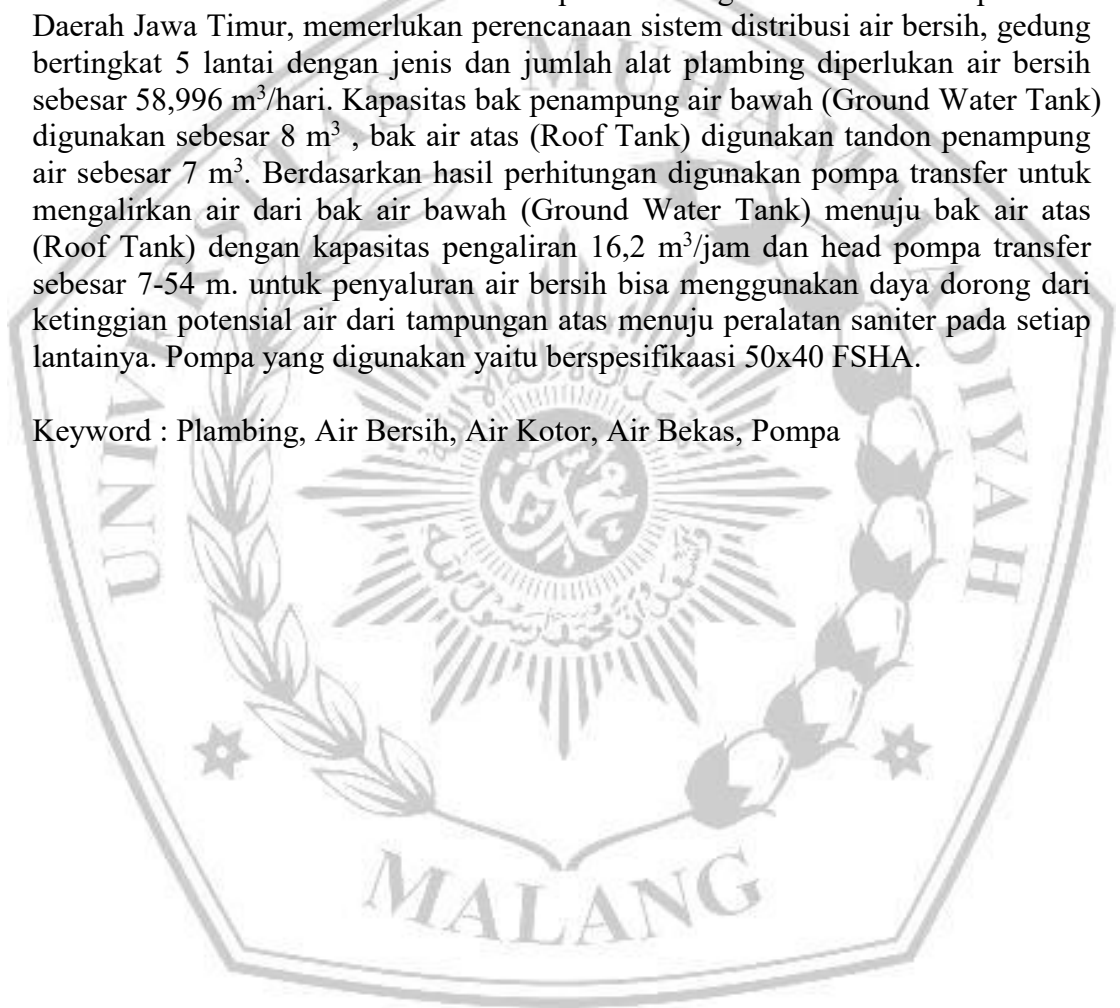 Daerah Jawa Timur, memerlukan perencanaan sistem distribusi air bersih, gedung
bertingkat 5 lantai dengan jenis dan jumlah alat plambing diperlukan air bersih
sebesar 58,996 m³/hari. Kapasitas bak penampung air bawah (Ground Water Tank)
digunakan sebesar 8 m³ , bak air atas (Roof Tank) digunakan tandon penampung
air sebesar 7 m³. Berdasarkan hasil perhitungan digunakan pompa transfer untuk
mengalirkan air dari bak air bawah (Ground Water Tank) menuju bak air atas
(Roof Tank) dengan kapasitas pengaliran 16,2 m³/jam dan head pompa transfer
sebesar 7-54 m. untuk penyaluran air bersih bisa menggunakan daya dorong dari
ketinggian potensial air dari tampungan atas menuju peralatan saniter pada setiap
lantainya. Pompa yang digunakan yaitu berspesifikaasi 50x40 FSHA.
Keyword : Plambing, Air Bersih, Air Kotor, Air Bekas, Pompa
UNIVERSITAS MUHAMMADIYAH
MALANG